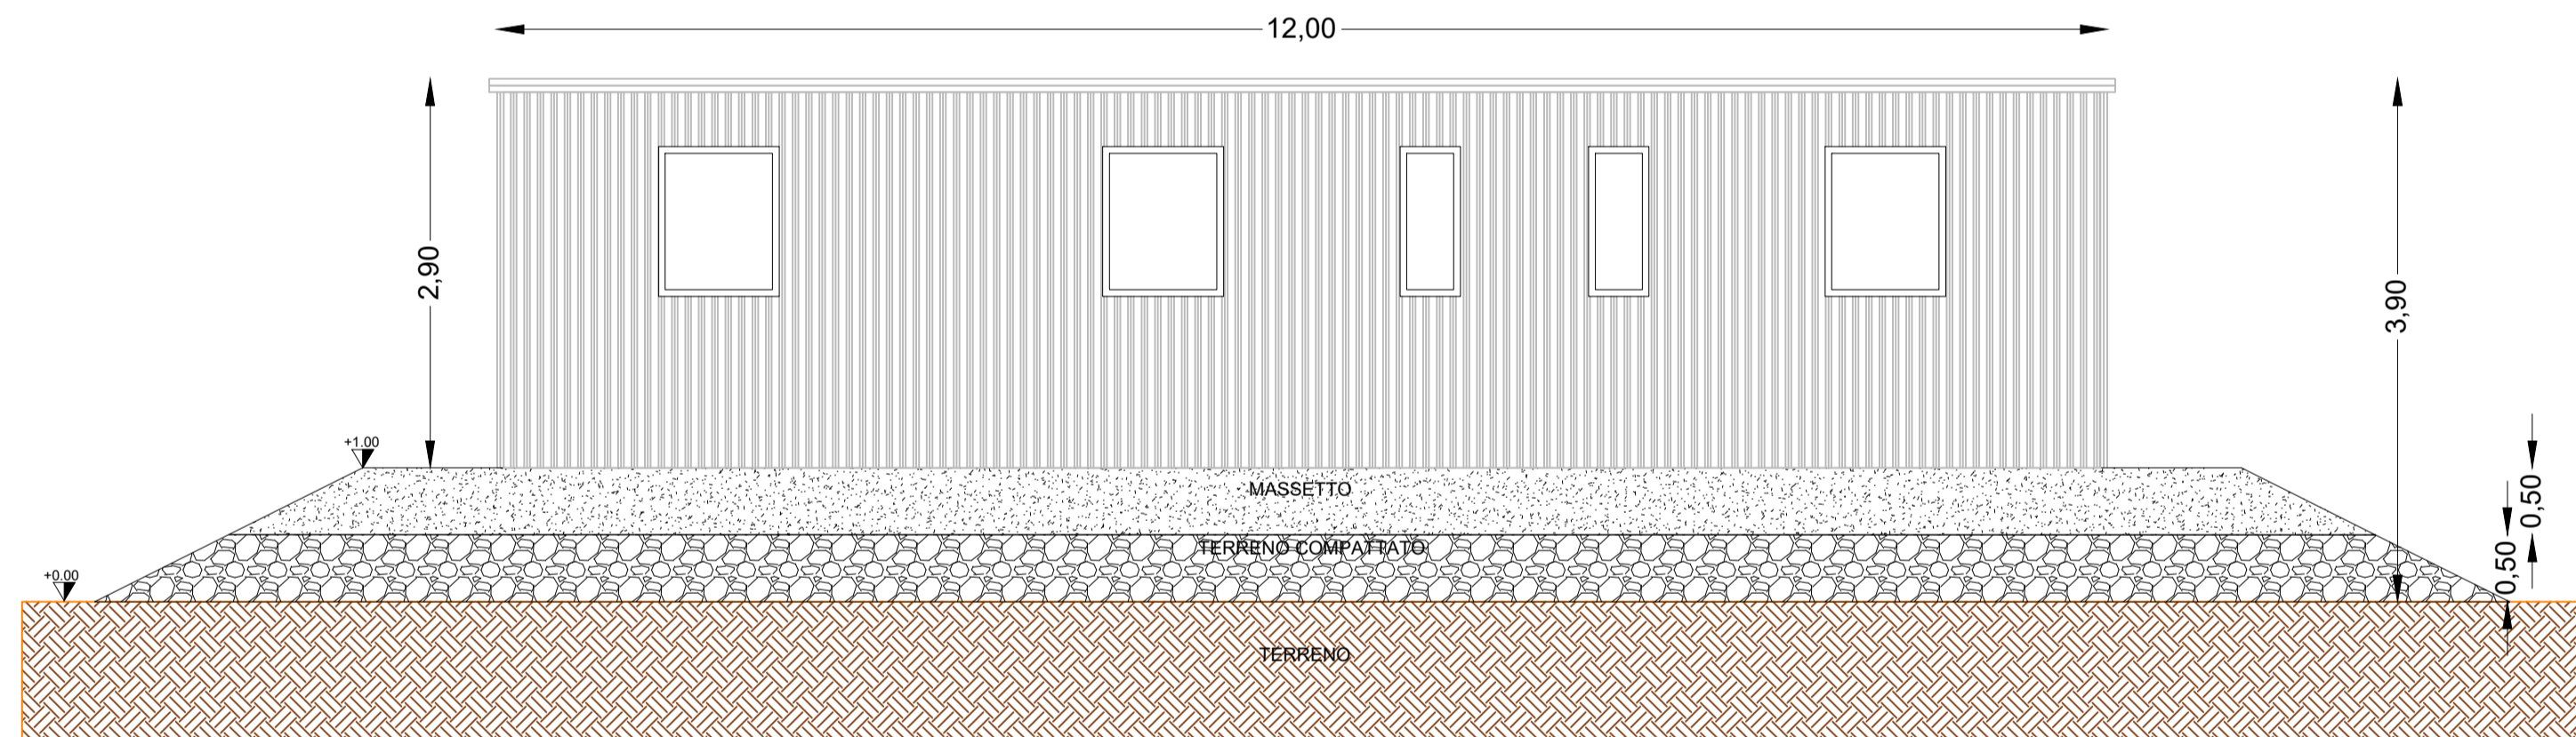 12,00
2,90
3,90
+1.00
MASSETTO
0,50
TERRENO COMPATTATO
0,50
+0.00
TERRENO